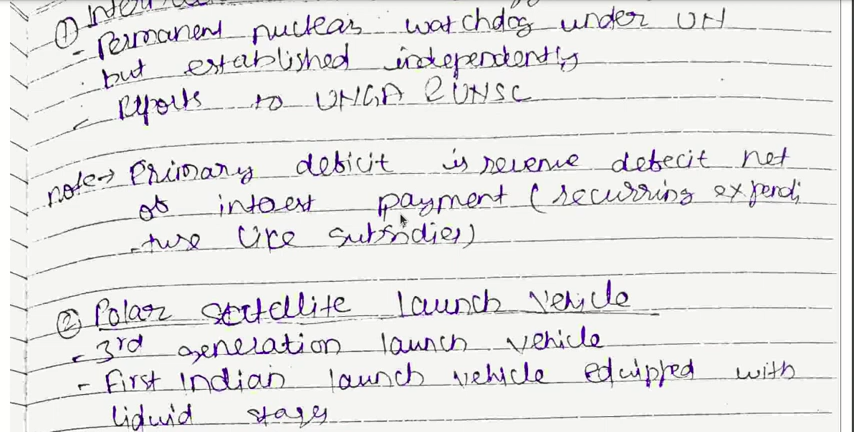 ①
- Permanent nuclear watchdog under UN
- but established independently
- Reports to UNGA & UNSC
note→ Primary deficit is revenue defecit net
of interest payment (recurring expendi
-ture like subsidies)
② Polar Satellite Launch Vehicle
- 3rd generation launch vehicle
- First Indian launch vehicle equipped with
liquid stages